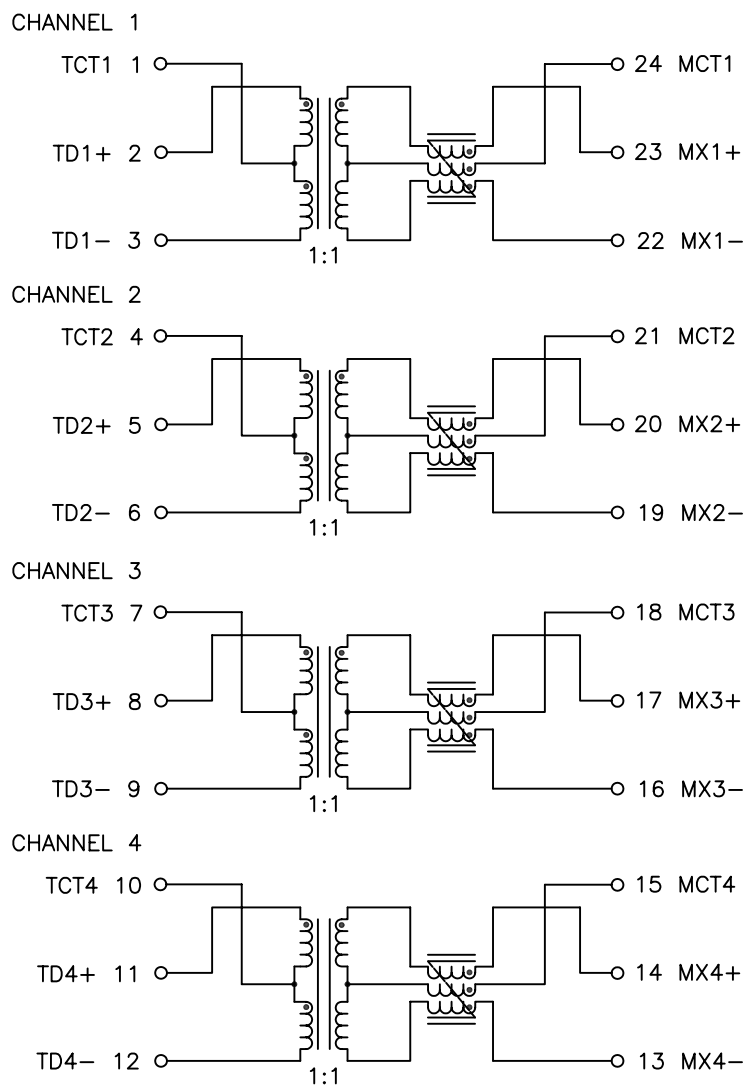 CHANNEL 1
TCT1 1 24 MCT1
TD1+ 2 23 MX1+
TD1- 3 22 MX1-
1:1
CHANNEL 2
TCT2 4 21 MCT2
TD2+ 5 20 MX2+
TD2- 6 19 MX2-
1:1
CHANNEL 3
TCT3 7 18 MCT3
TD3+ 8 17 MX3+
TD3- 9 16 MX3-
1:1
CHANNEL 4
TCT4 10 15 MCT4
TD4+ 11 14 MX4+
TD4- 12 13 MX4-
1:1